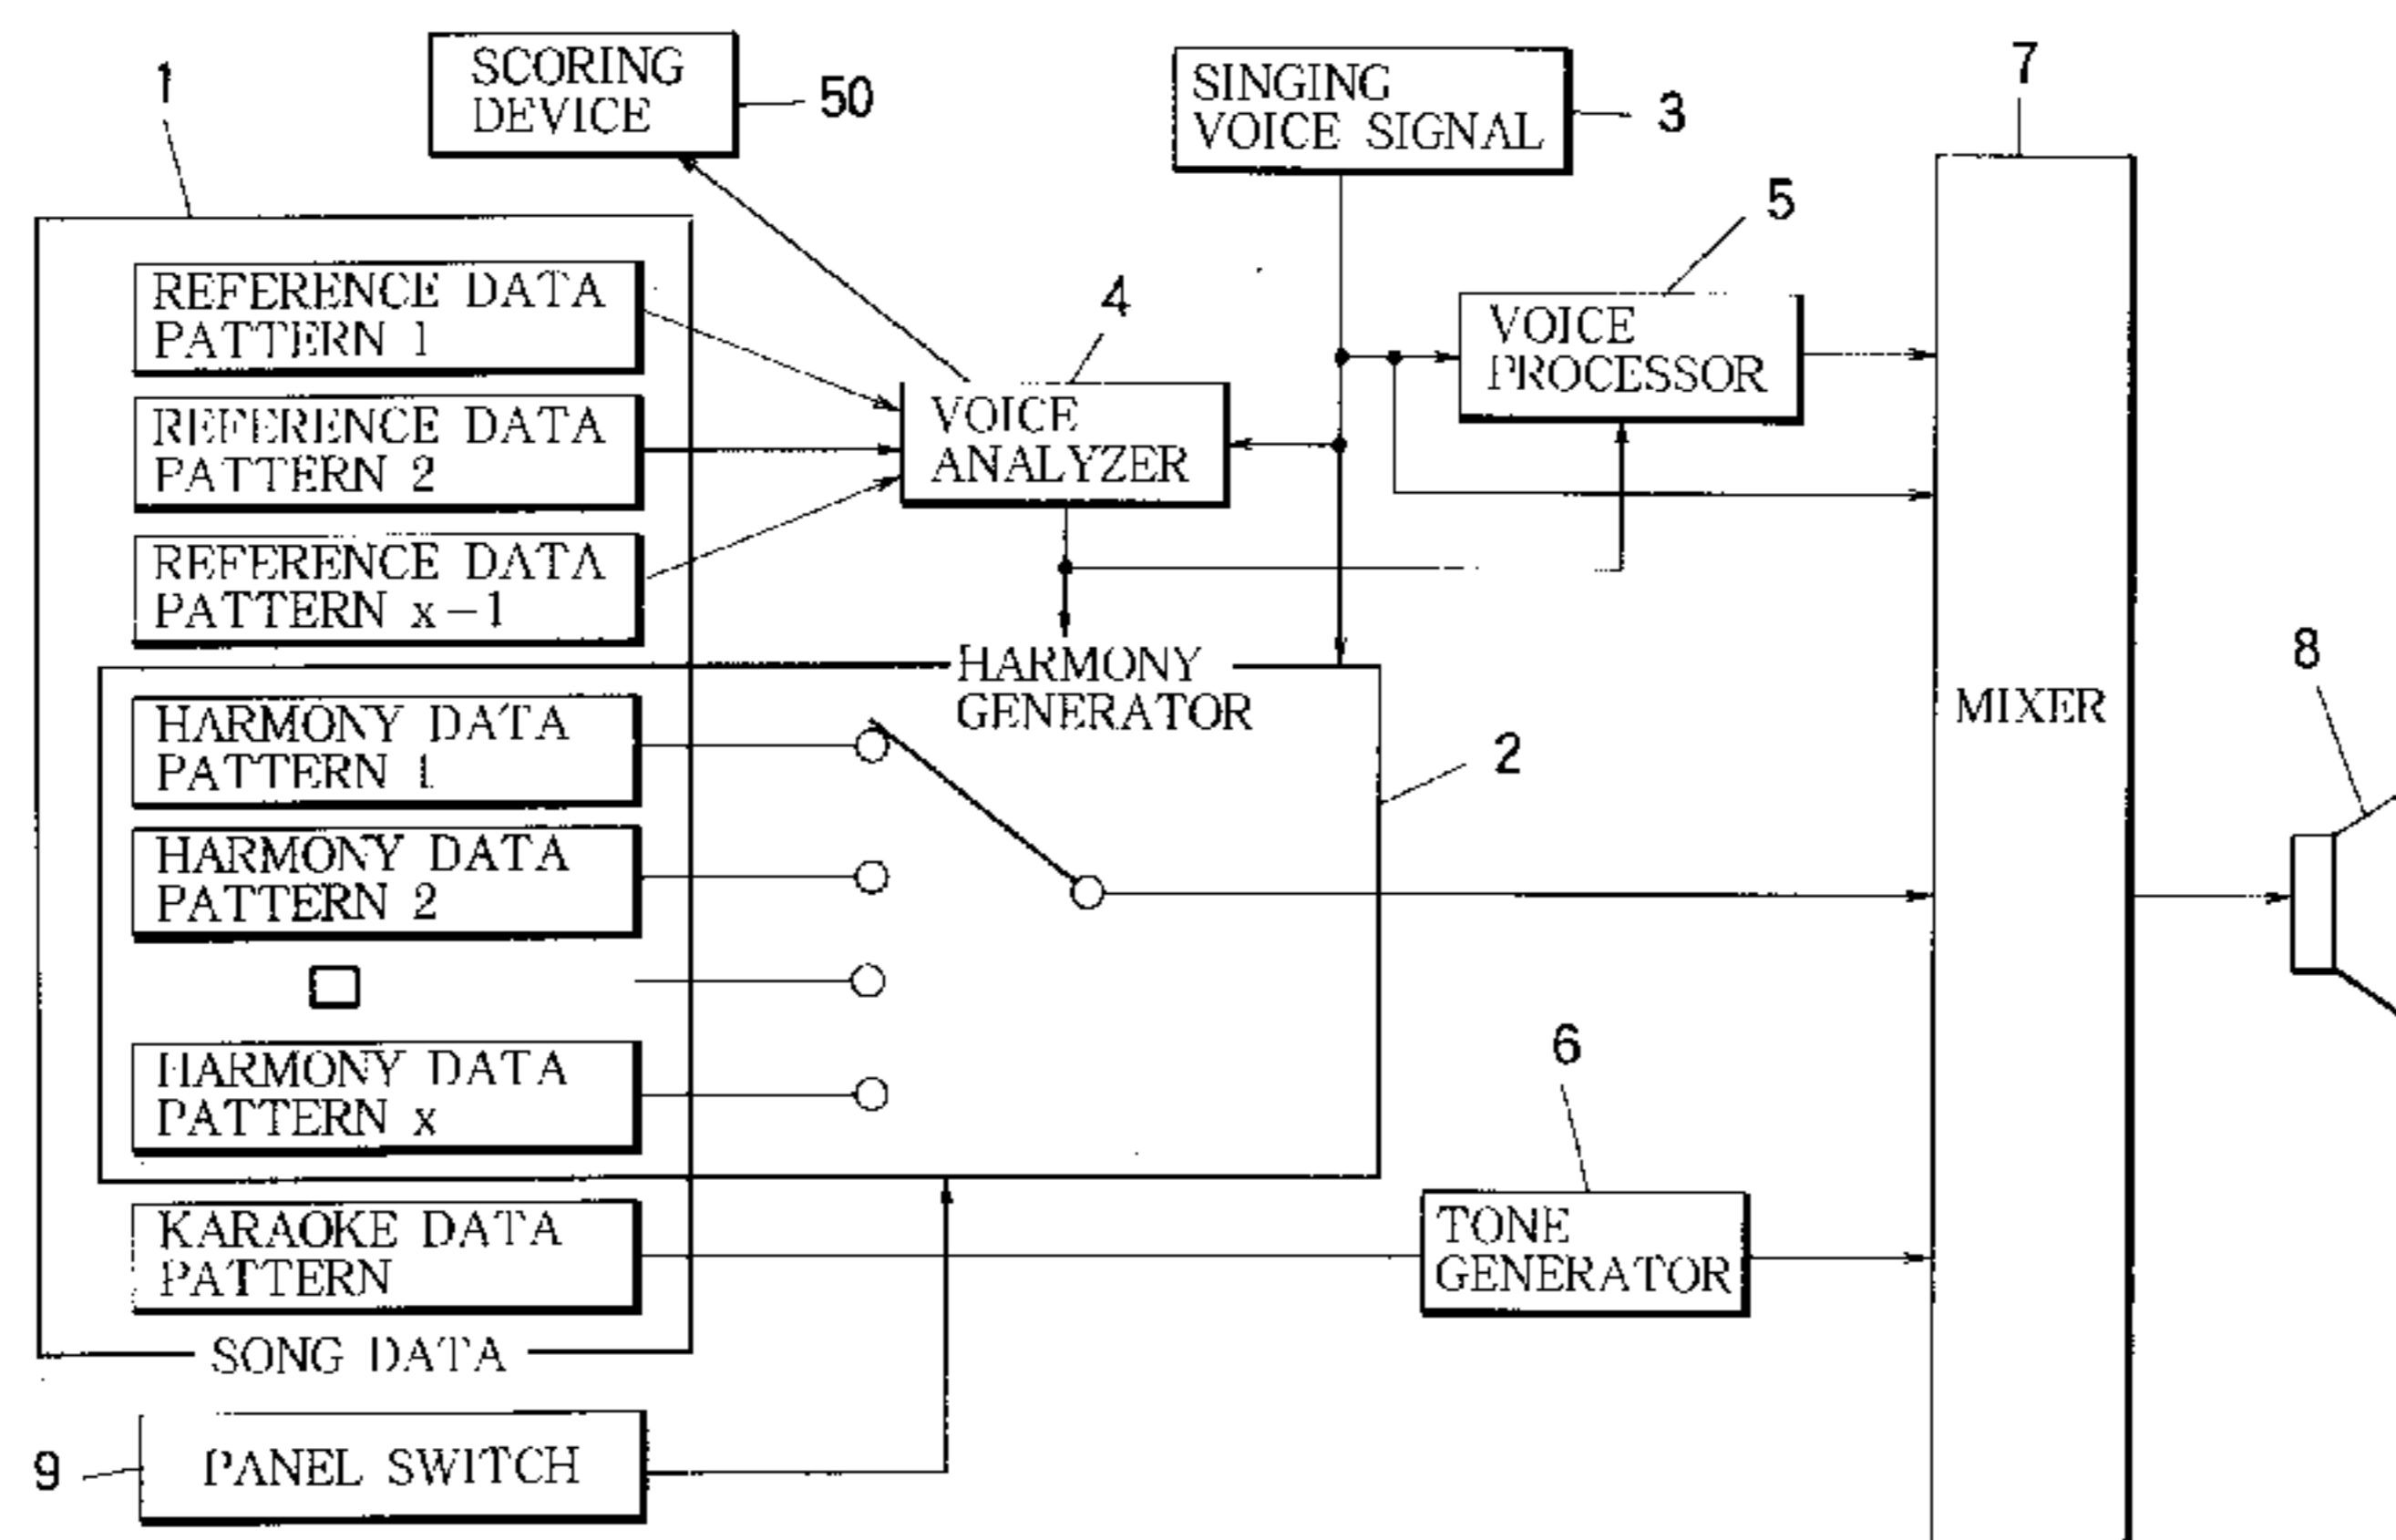 1
SCORING
DEVICE
50
SINGING
VOICE SIGNAL
3
7
5
REFERENCE DATA
PATTERN 1
4
VOICE
PROCESSOR
REFERENCE DATA
PATTERN 2
VOICE
ANALYZER
REFERENCE DATA
PATTERN x-1
HARMONY
GENERATOR
MIXER
8
HARMONY DATA
PATTERN 1
2
HARMONY DATA
PATTERN 2
HARMONY DATA
PATTERN x
6
KARAOKE DATA
PATTERN
TONE
GENERATOR
SONG DATA
9
PANEL SWITCH